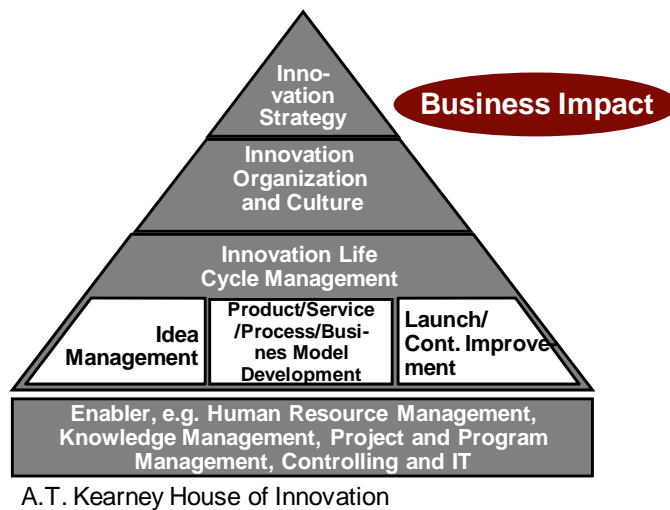 Inno-
vation
Strategy
Business Impact
Innovation
Organization
and Culture
Innovation Life
Cycle Management
Idea
Management
Product/Service
/Process/Busi-
nes Model
Development
Launch/
Cont. Improve-
ment
Enabler, e.g. Human Resource Management,
Knowledge Management, Project and Program
Management, Controlling and IT
A.T. Kearney House of Innovation